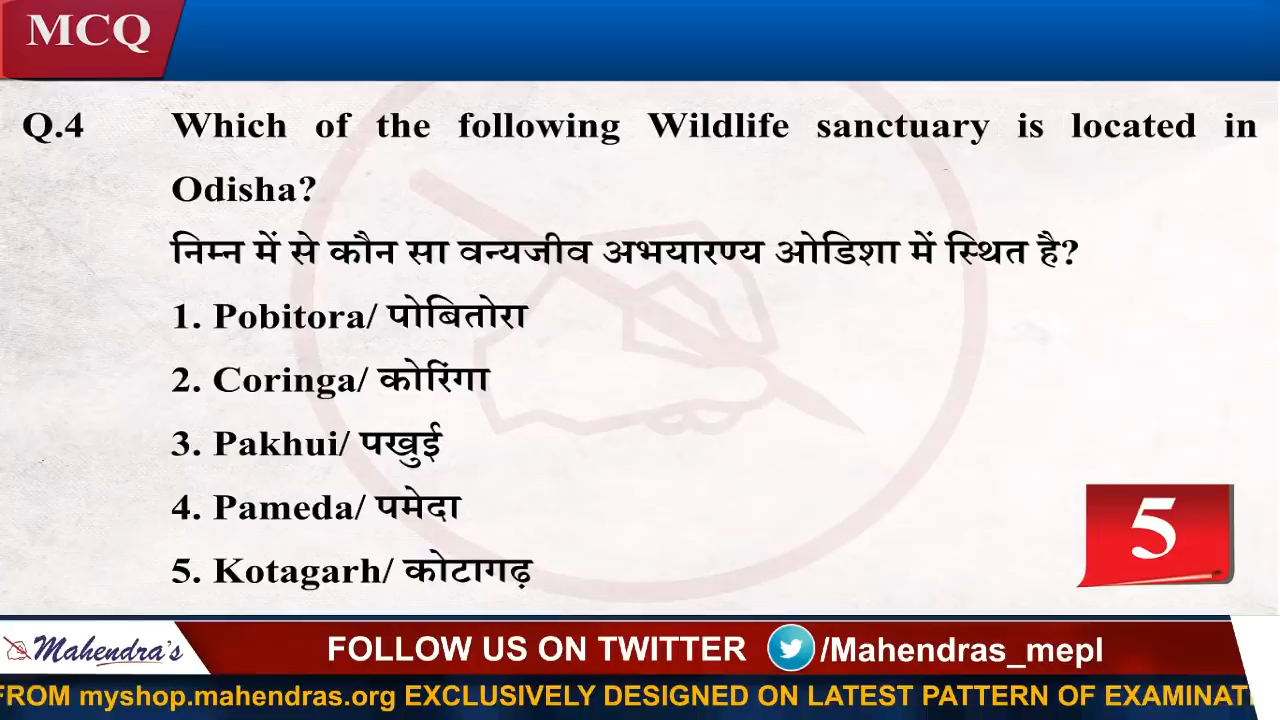 MCQ
Q.4 Which of the following Wildlife sanctuary is located in
Odisha?
निम्न में से कौन सा वन्यजीव अभयारण्य ओडिशा में स्थित है?
1. Pobitora/ पोबितोरा
2. Coringa/ कोरिंगा
3. Pakhui/ पखुई
4. Pameda/ पमेदा
5. Kotagarh/ कोटागढ़
5
Mahendra's FOLLOW US ON TWITTER /Mahendras_mepl
FROM myshop.mahendras.org EXCLUSIVELY DESIGNED ON LATEST PATTERN OF EXAMINAT